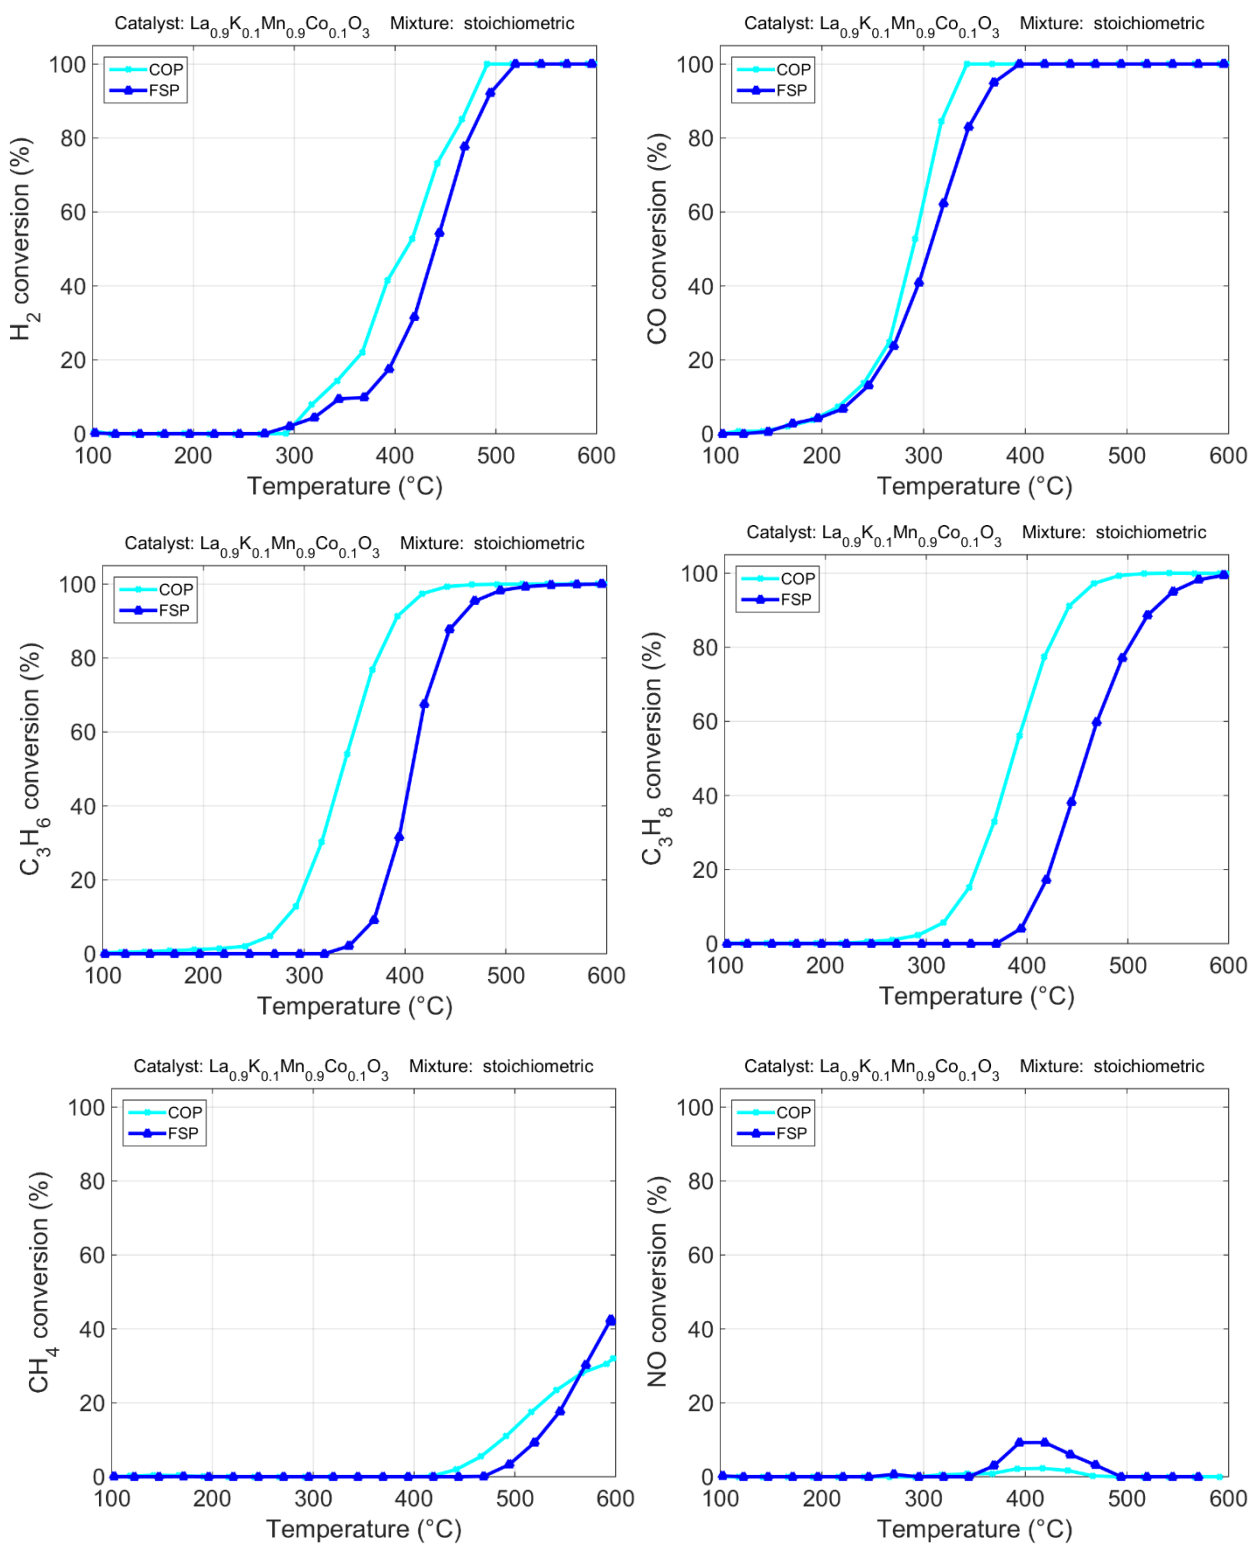 Catalyst: La0.9K0.1Mn0.9Co0.1O3 Mixture: stoichiometric
COP
FSP
H2 conversion (%)
100
80
60
40
20
0
100 200 300 400 500 600
Temperature (°C)
Catalyst: La0.9K0.1Mn0.9Co0.1O3 Mixture: stoichiometric
COP
FSP
CO conversion (%)
100
80
60
40
20
0
100 200 300 400 500 600
Temperature (°C)
Catalyst: La0.9K0.1Mn0.9Co0.1O3 Mixture: stoichiometric
COP
FSP
C3H6 conversion (%)
100
80
60
40
20
0
100 200 300 400 500 600
Temperature (°C)
Catalyst: La0.9K0.1Mn0.9Co0.1O3 Mixture: stoichiometric
COP
FSP
C3H8 conversion (%)
100
80
60
40
20
0
100 200 300 400 500 600
Temperature (°C)
Catalyst: La0.9K0.1Mn0.9Co0.1O3 Mixture: stoichiometric
COP
FSP
CH4 conversion (%)
100
80
60
40
20
0
100 200 300 400 500 600
Temperature (°C)
Catalyst: La0.9K0.1Mn0.9Co0.1O3 Mixture: stoichiometric
COP
FSP
NO conversion (%)
100
80
60
40
20
0
100 200 300 400 500 600
Temperature (°C)